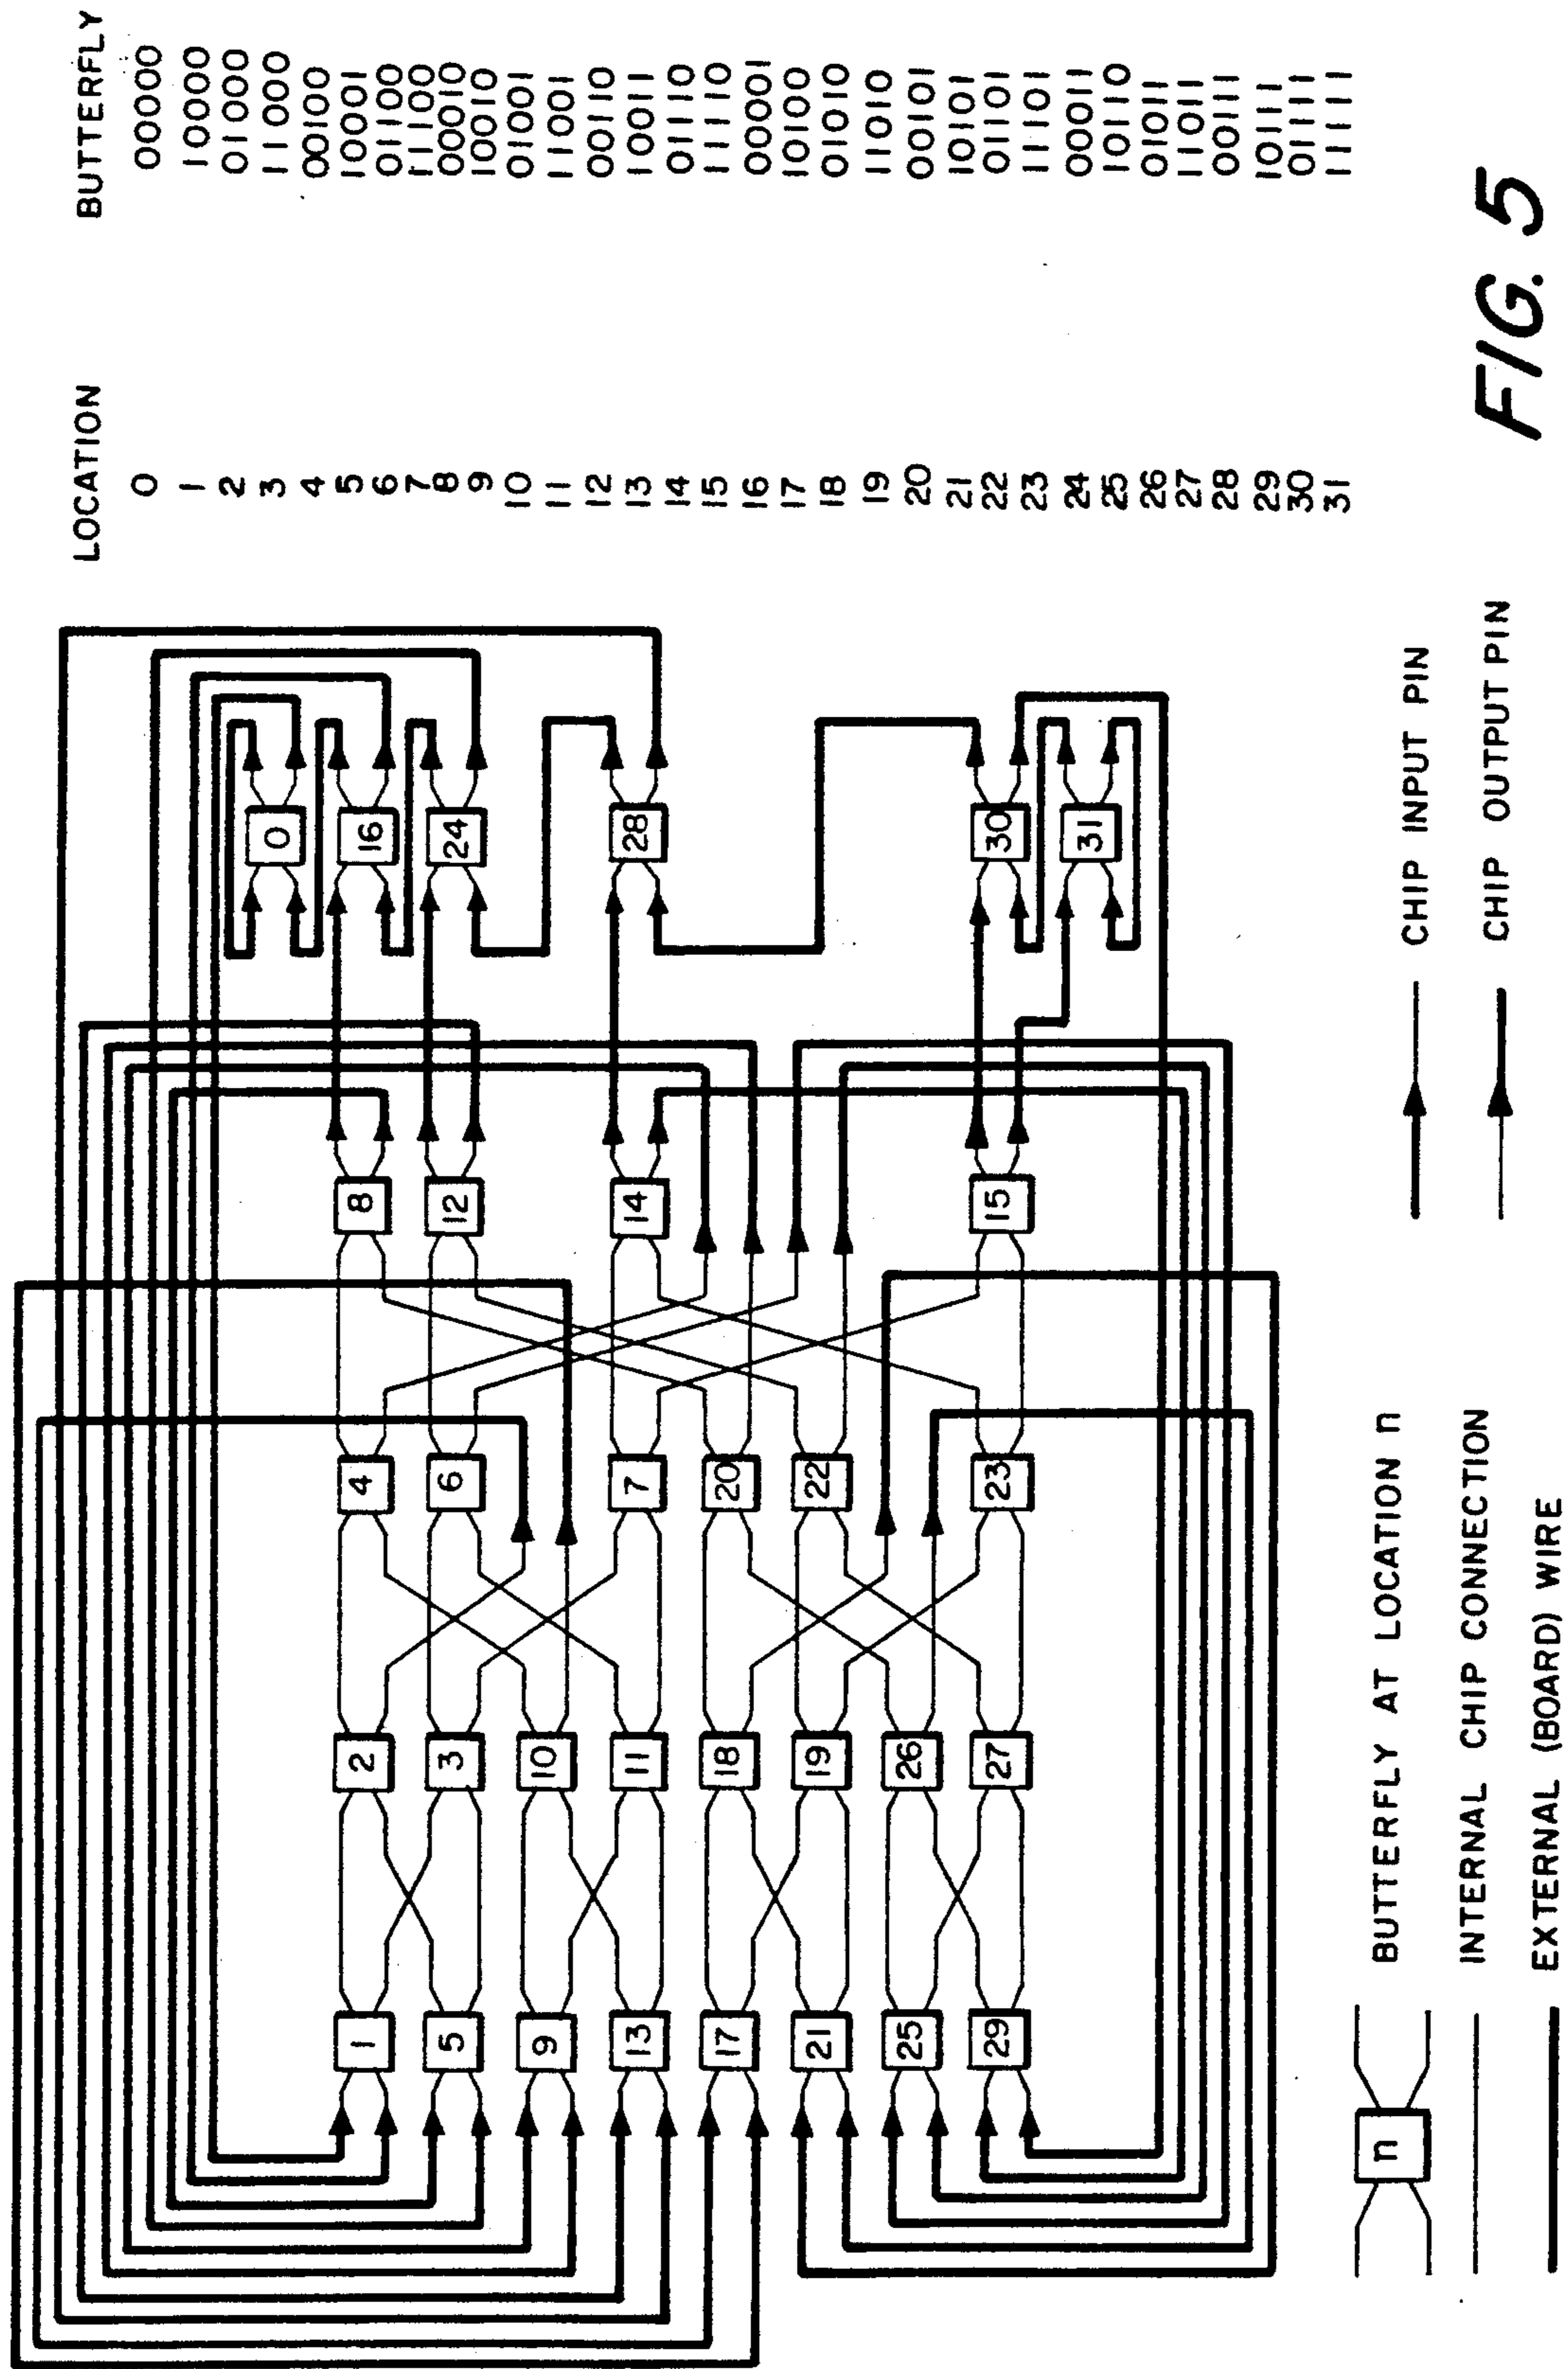 LOCATION BUTTERFLY
0 00000
1 10000
2 01000
3 11000
4 00100
5 10001
6 01100
7 11100
8 00010
9 10010
10 01001
11 11001
12 00110
13 10011
14 01110
15 11110
16 00001
17 10100
18 01010
19 11010
20 00101
21 10101
22 01101
23 11101
24 00011
25 10110
26 01011
27 11011
28 00111
29 10111
30 01111
31 11111
0
1 2 4 8 16
5 3 6 12 24
9 10
13 11 7 14 28
17 18 20
21 19 22
25 26
29 27 23 15 30
31
n BUTTERFLY AT LOCATION n
INTERNAL CHIP CONNECTION
EXTERNAL (BOARD) WIRE
CHIP INPUT PIN
CHIP OUTPUT PIN
FIG. 5